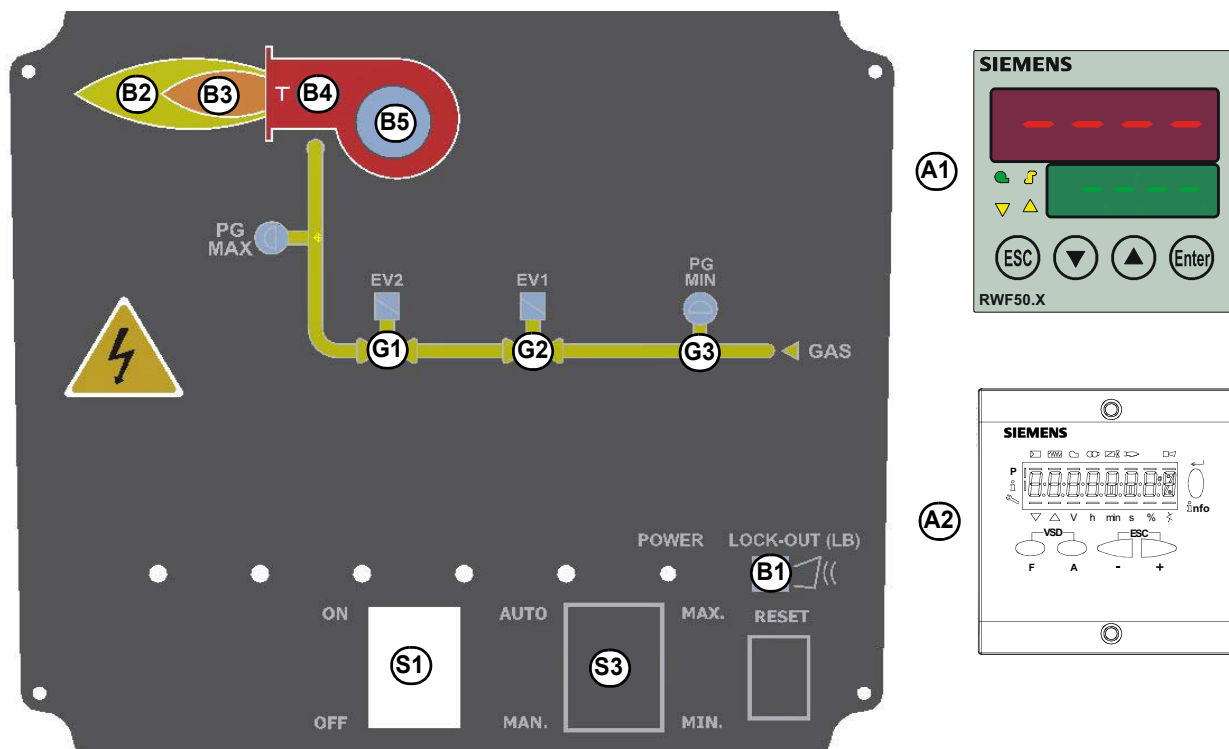 B2 B3 T B4
B5
PG
MAX
EV2
EV1
PG
MIN
G1
G2
G3
GAS
POWER
LOCK-OUT (LB)
B1
ON
OFF
S1
AUTO
MAN.
S3
MAX.
MIN.
RESET
A1
SIEMENS
ESC
Enter
RWF50.X
A2
SIEMENS
P
i
info
V h min s %
VSD
ESC
F A - +